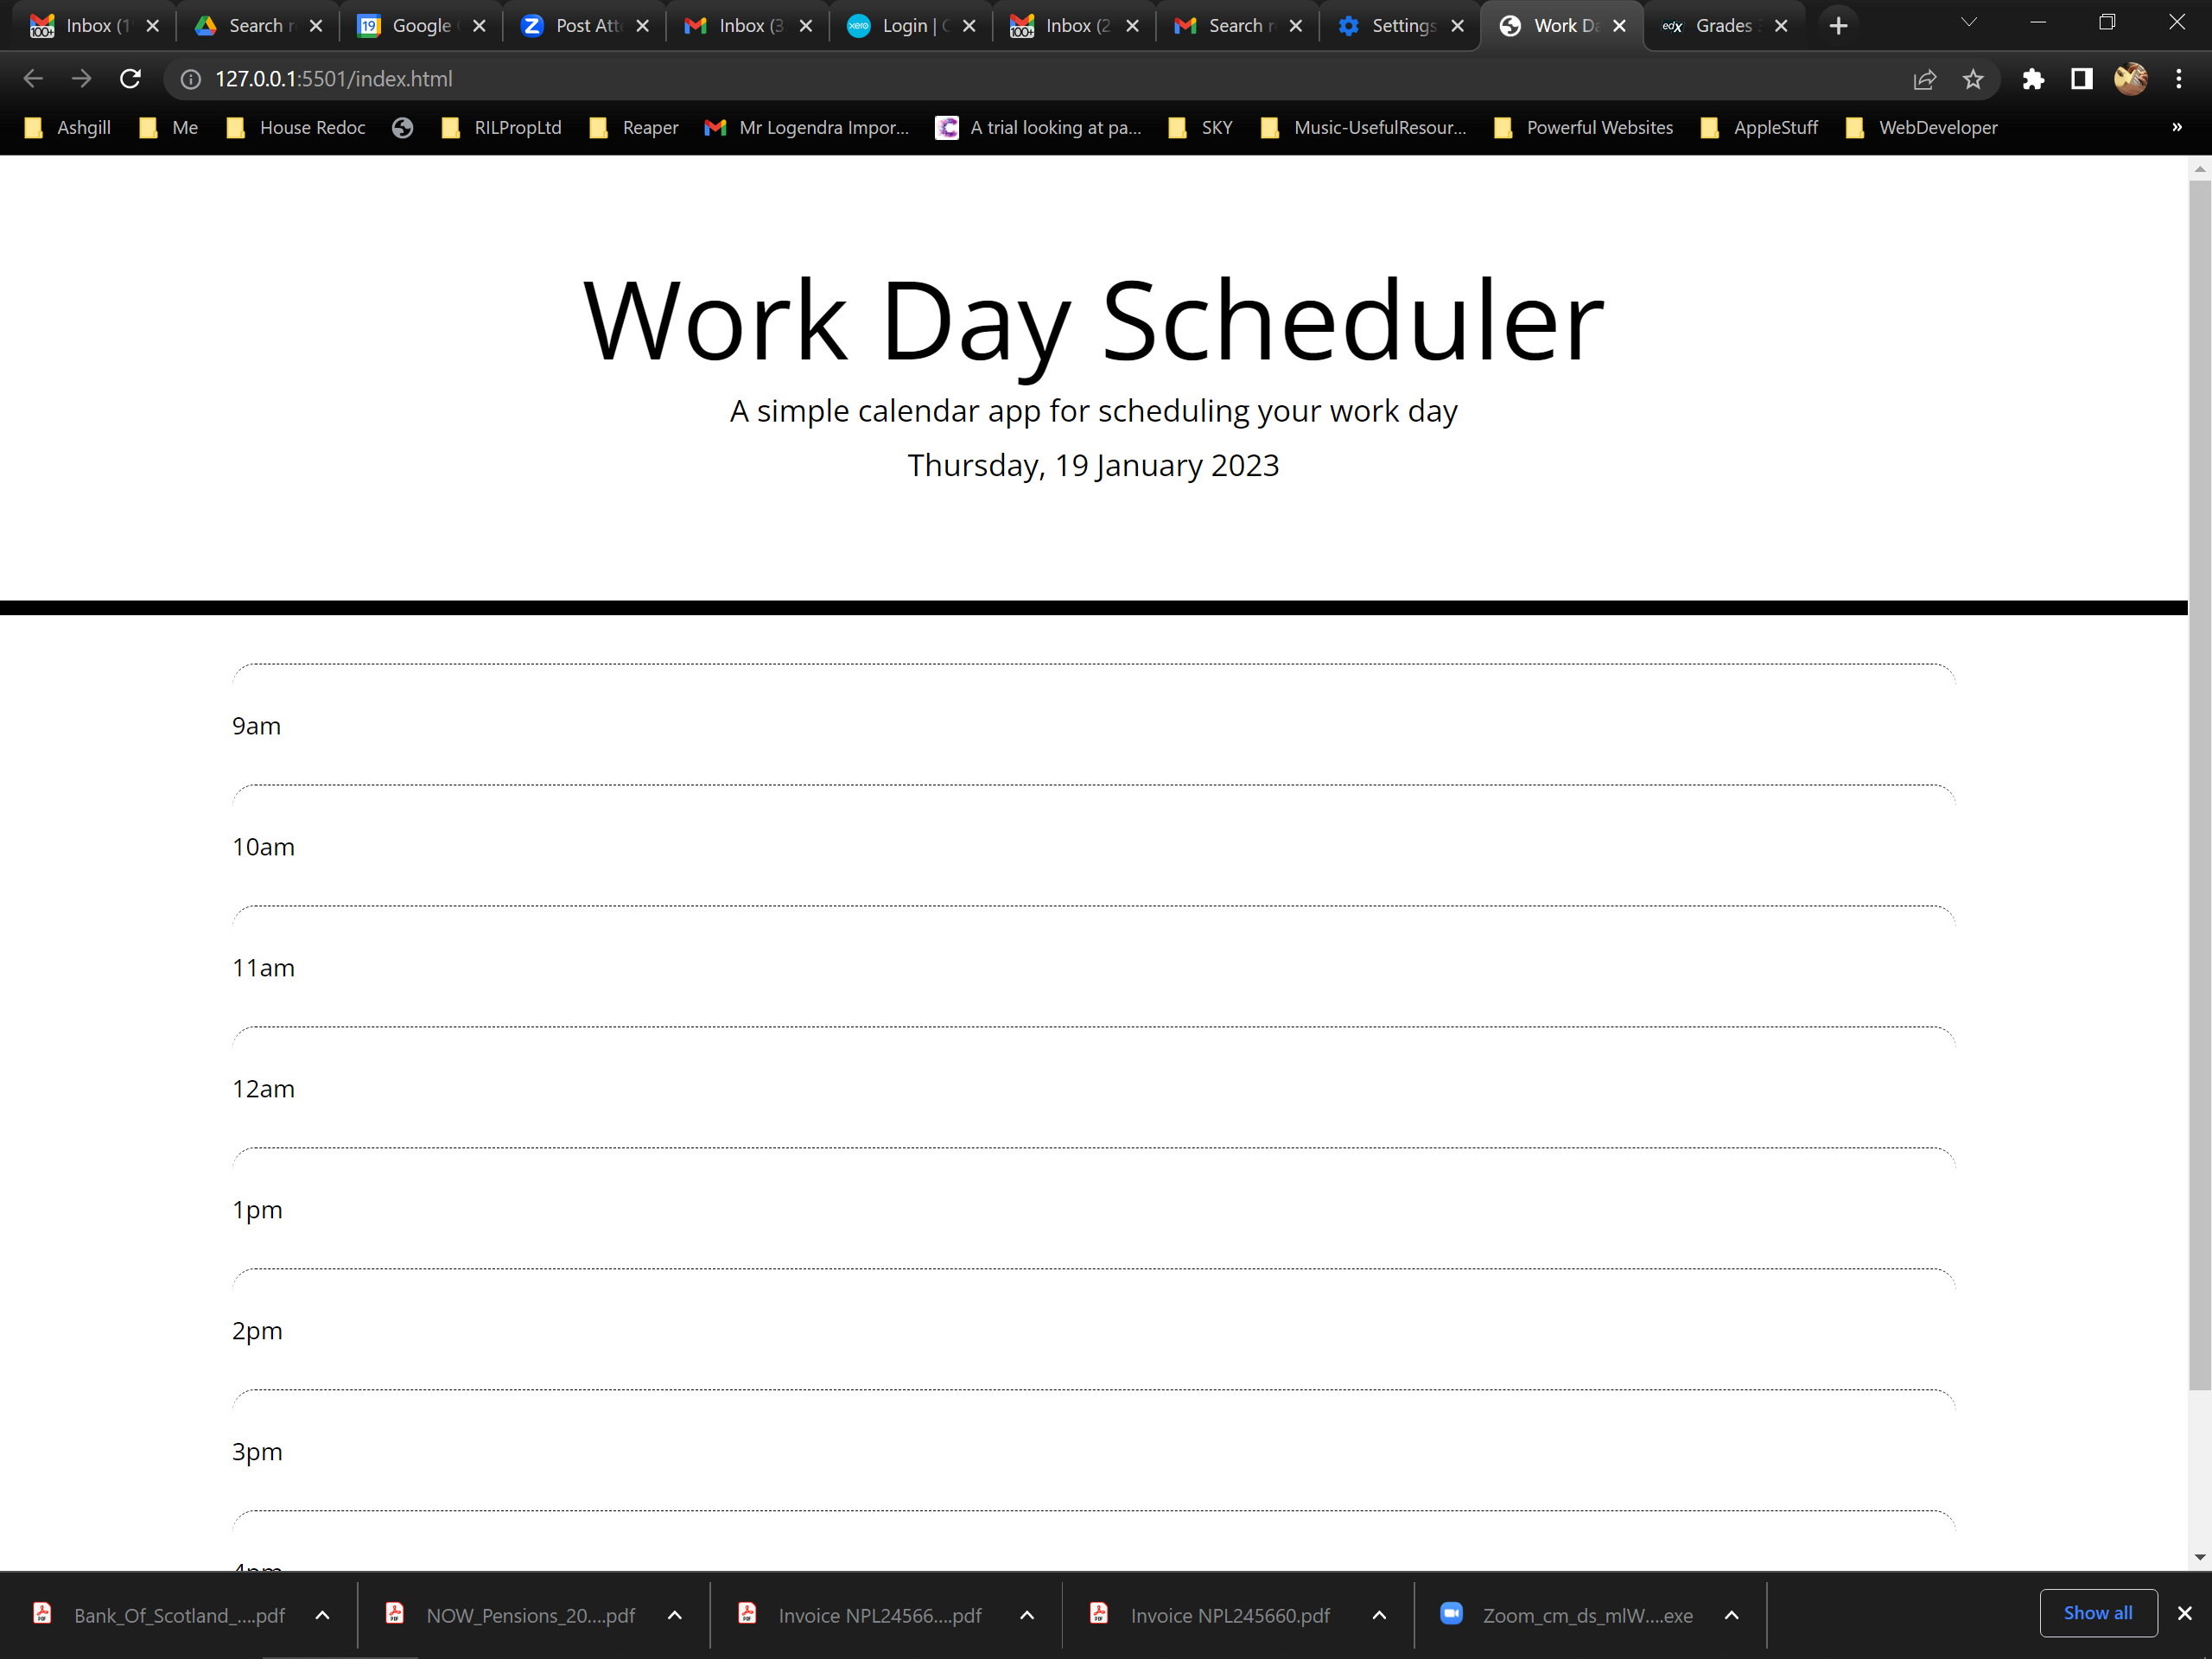 Inbox (1 Search r Google Post Att Inbox (3 Login | C Inbox (2 Search r Settings Work Da Grades
127.0.0.1:5501/index.html
Ashgill Me House Redoc RILPropLtd Reaper Mr Logendra Impor... A trial looking at pa... SKY Music-UsefulResour... Powerful Websites AppleStuff WebDeveloper »
Work Day Scheduler
A simple calendar app for scheduling your work day
Thursday, 19 January 2023
9am
10am
11am
12am
1pm
2pm
3pm
4pm
Bank_Of_Scotland_....pdf NOW_Pensions_20....pdf Invoice NPL24566....pdf Invoice NPL245660.pdf Zoom_cm_ds_mlW....exe Show all